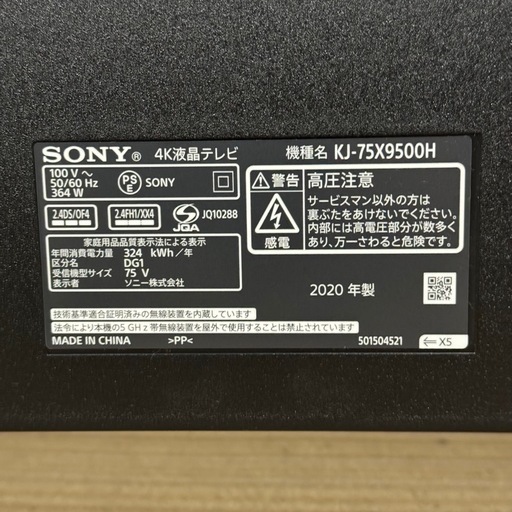 SONY® 4K液晶テレビ 機種名 KJ-75X9500H
100 V～
50/60 Hz
364 W
PSE SONY
2.4DS/OF4 2.4FH1/XX4 JQA JQ10288
家庭用品品質表示法による表示
年間消費電力量 324 kWh／年
区分名 DG1
受信機型サイズ 75 V
表示者 ソニー株式会社
警告 高圧注意
感電
サービスマン以外の方は
裏ぶたをあけないでください。
内部には高電圧部分が数多く
あり、万一さわると危険です。
2020 年製
技術基準適合証明済みの無線装置を内蔵しています
法令により本機の5 GHz帯無線装置を屋外で使用することは禁止されています
MADE IN CHINA >PP< 501504521 X5